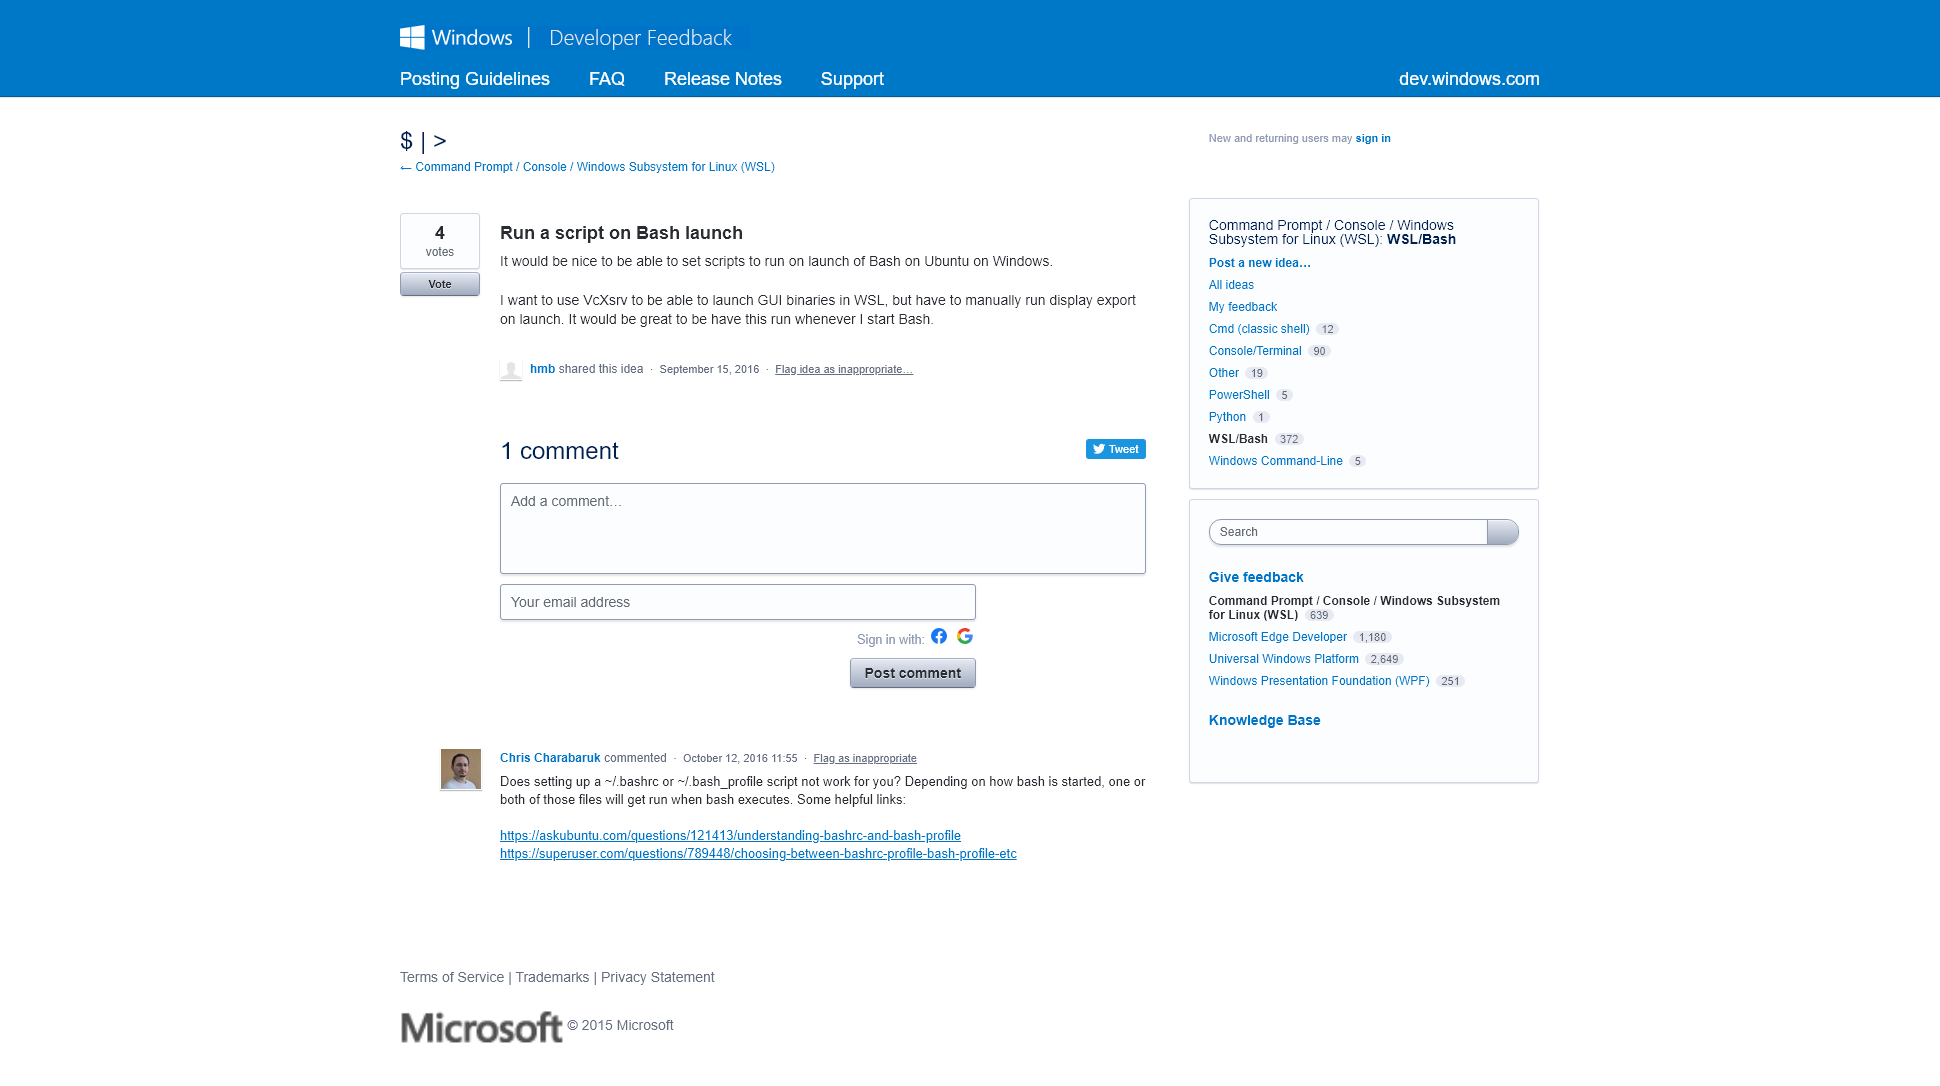 Windows | Developer Feedback
Posting Guidelines FAQ Release Notes Support dev.windows.com
$ | >
← Command Prompt / Console / Windows Subsystem for Linux (WSL)
New and returning users may sign in
4
votes
Vote
Run a script on Bash launch
It would be nice to be able to set scripts to run on launch of Bash on Ubuntu on Windows.
I want to use VcXsrv to be able to launch GUI binaries in WSL, but have to manually run display export
on launch. It would be great to be have this run whenever I start Bash.
hmb shared this idea · September 15, 2016 · Flag idea as inappropriate…
1 comment
Tweet
Add a comment…
Your email address
Sign in with:
Post comment
Chris Charabaruk commented · October 12, 2016 11:55 · Flag as inappropriate
Does setting up a ~/.bashrc or ~/.bash_profile script not work for you? Depending on how bash is started, one or
both of those files will get run when bash executes. Some helpful links:
https://askubuntu.com/questions/121413/understanding-bashrc-and-bash-profile
https://superuser.com/questions/789448/choosing-between-bashrc-profile-bash-profile-etc
Command Prompt / Console / Windows
Subsystem for Linux (WSL): WSL/Bash
Post a new idea…
All ideas
My feedback
Cmd (classic shell) 12
Console/Terminal 90
Other 19
PowerShell 5
Python 1
WSL/Bash 372
Windows Command-Line 5
Search
Give feedback
Command Prompt / Console / Windows Subsystem
for Linux (WSL) 639
Microsoft Edge Developer 1,180
Universal Windows Platform 2,649
Windows Presentation Foundation (WPF) 251
Knowledge Base
Terms of Service | Trademarks | Privacy Statement
Microsoft © 2015 Microsoft